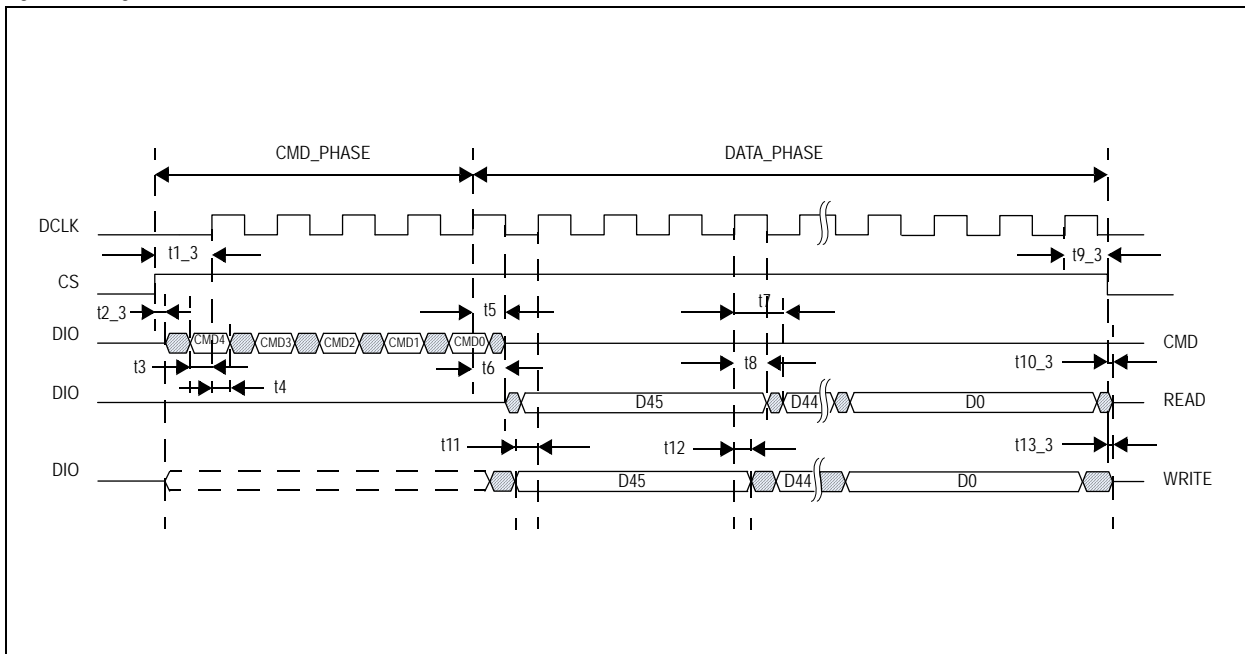 CMD_PHASE DATA_PHASE
DCLK
t1_3 t9_3
CS
t2_3 t5 t7
DIO CMD4 CMD3 CMD2 CMD1 CMD0 CMD
t3 t6 t8 t10_3
t4
DIO D45 D44 D0 READ
t11 t12 t13_3
DIO D45 D44 D0 WRITE